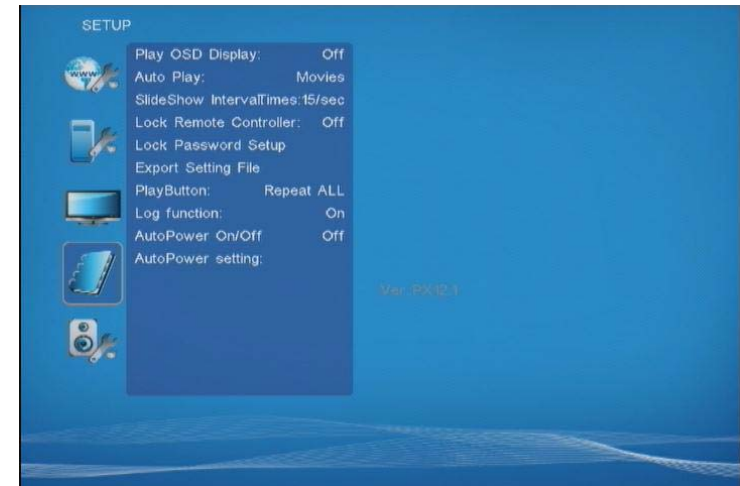 SETUP
Play OSD Display: Off
Auto Play: Movies
SlideShow IntervalTimes:15/sec
Lock Remote Controller: Off
Lock Password Setup
Export Setting File
PlayButton: Repeat ALL
Log function: On
AutoPower On/Off Off
AutoPower setting:
www